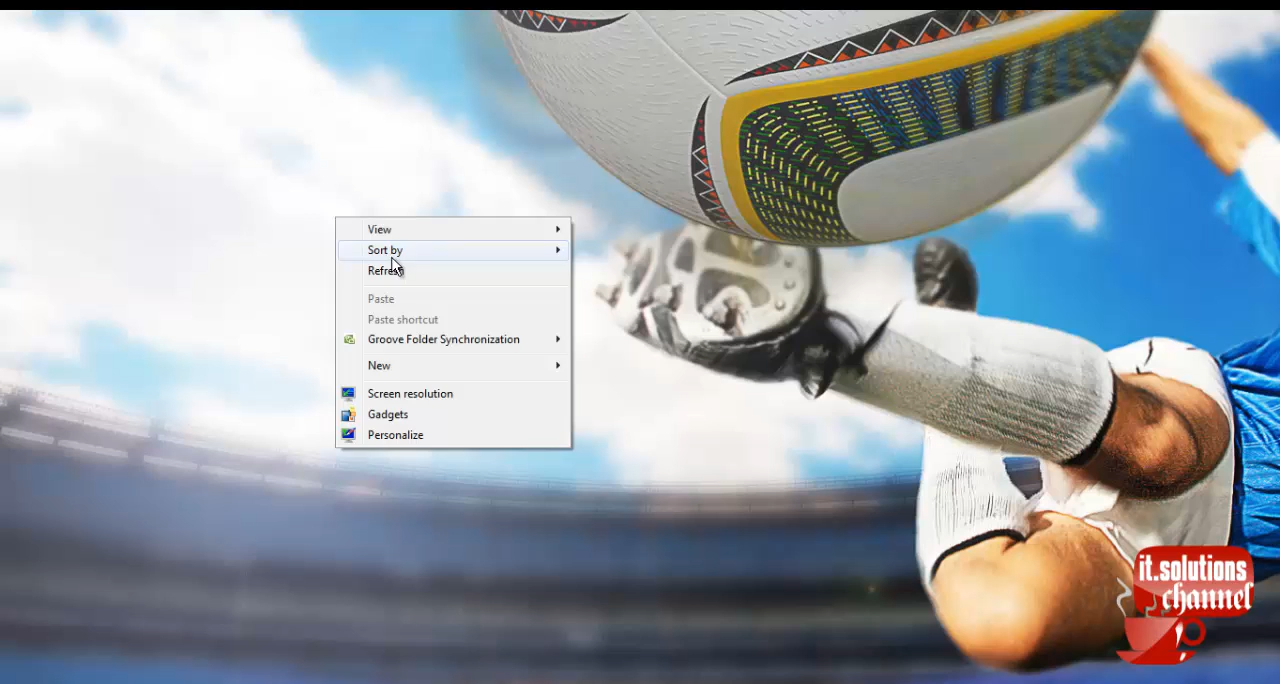 View
Sort by
Refresh
Paste
Paste shortcut
Groove Folder Synchronization
New
Screen resolution
Gadgets
Personalize
it.solutions
channel